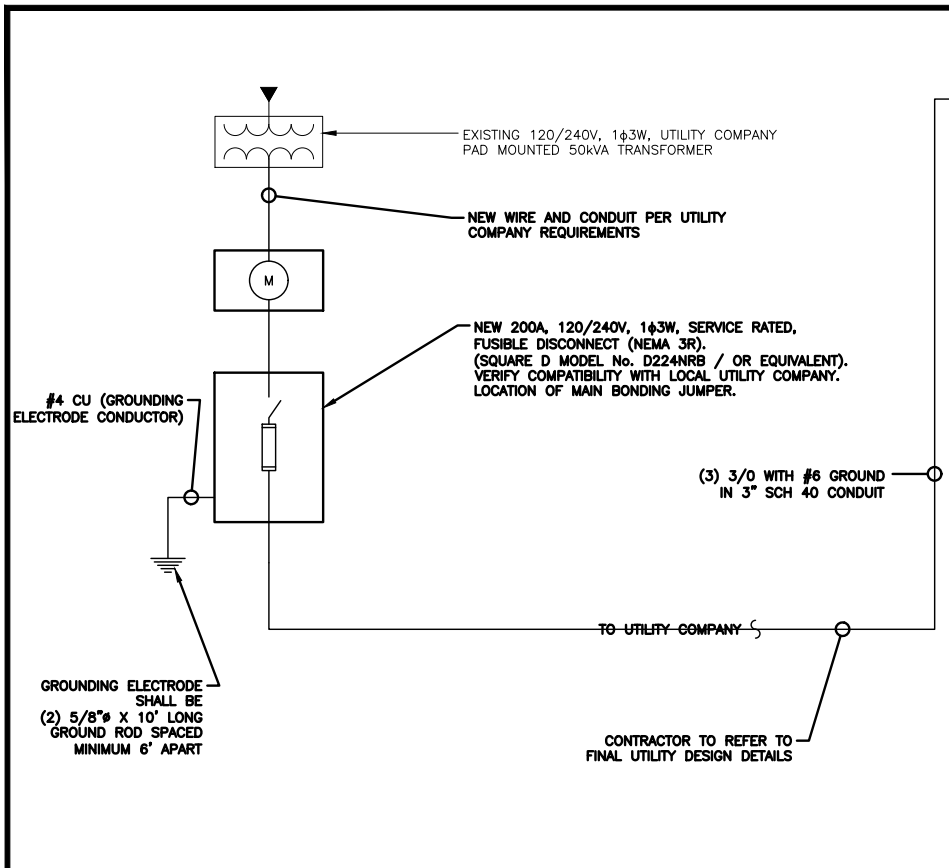 EXISTING 120/240V, 1ϕ3W, UTILITY COMPANY
PAD MOUNTED 50kVA TRANSFORMER
NEW WIRE AND CONDUIT PER UTILITY
COMPANY REQUIREMENTS
M
NEW 200A, 120/240V, 1ϕ3W, SERVICE RATED,
FUSIBLE DISCONNECT (NEMA 3R).
(SQUARE D MODEL No. D224NRB / OR EQUIVALENT).
VERIFY COMPATIBILITY WITH LOCAL UTILITY COMPANY.
LOCATION OF MAIN BONDING JUMPER.
#4 CU (GROUNDING
ELECTRODE CONDUCTOR)
(3) 3/0 WITH #6 GROUND
IN 3" SCH 40 CONDUIT
TO UTILITY COMPANY
GROUNDING ELECTRODE
SHALL BE
(2) 5/8"ø X 10' LONG
GROUND ROD SPACED
MINIMUM 6' APART
CONTRACTOR TO REFER TO
FINAL UTILITY DESIGN DETAILS